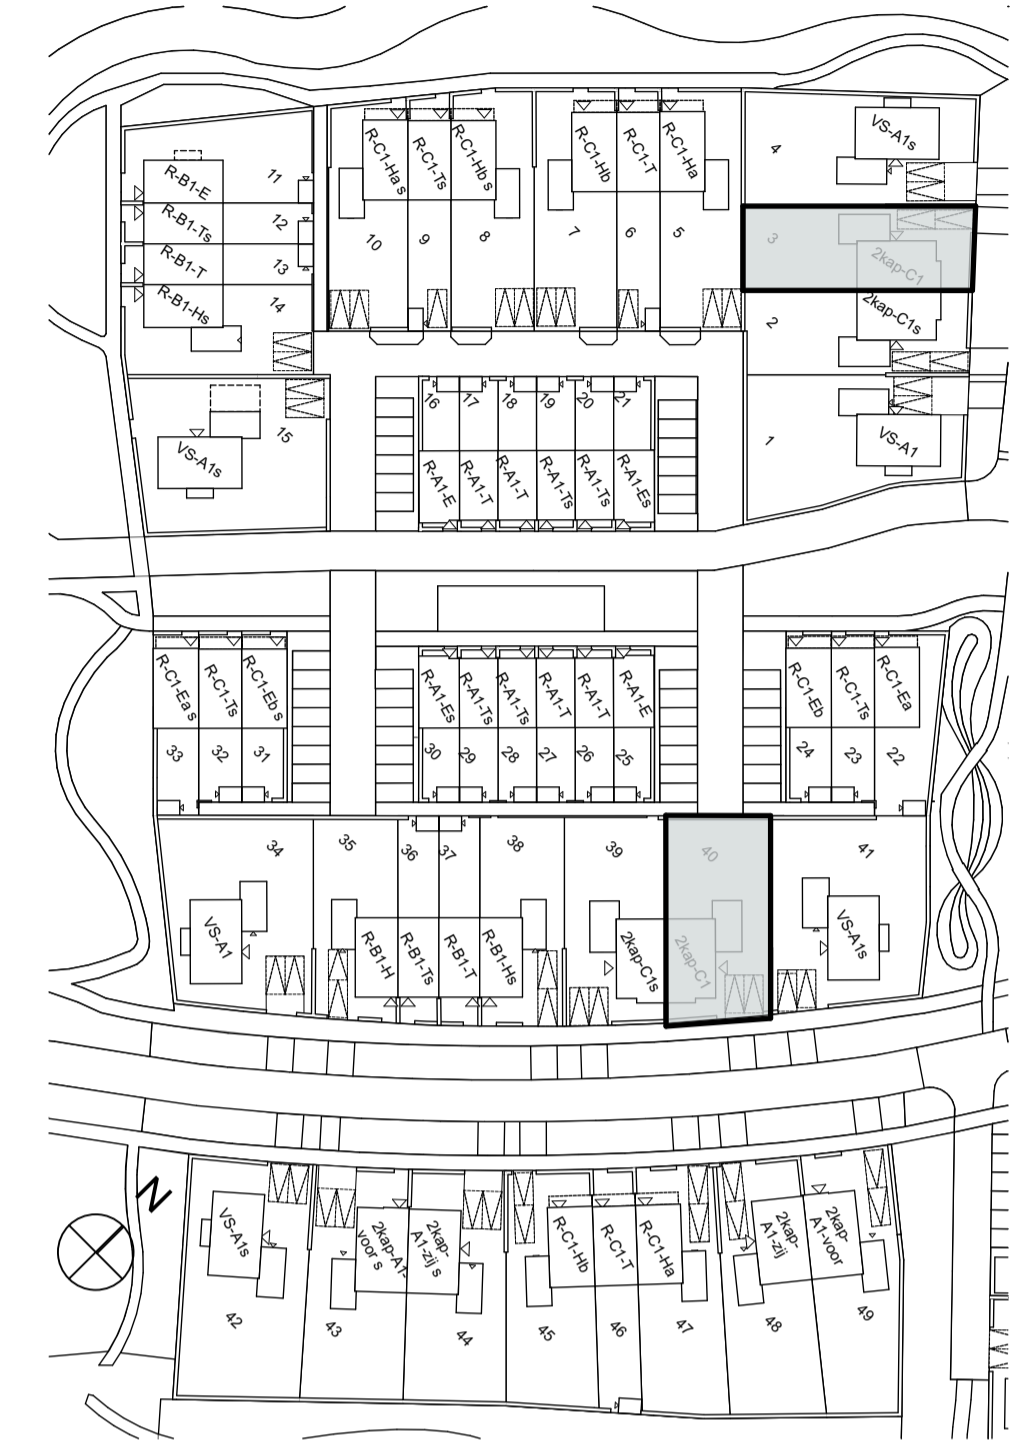 R-C1-Ha s
R-C1-Ts
R-C1-Hb s
R-C1-Hb
R-C1-T
R-C1-Ha
VS-A1s
4
R-B1-E
11
R-B1-Ts
12
R-B1-T
13
R-B1-Hs
14
10
9
8
7
6
5
3
2kap-C1
2kap-C1s
2
16
17
18
19
20
21
VS-A1s
15
R-A1-E
R-A1-T
R-A1-T
R-A1-Ts
R-A1-Ts
R-A1-Es
1
VS-A1
R-C1-Ea s
R-C1-Ts
R-C1-Eb s
R-A1-Es
R-A1-Ts
R-A1-Ts
R-A1-T
R-A1-T
R-A1-E
R-C1-Eb
R-C1-Ts
R-C1-Ea
33
32
31
30
29
28
27
26
25
24
23
22
34
35
36
37
38
39
40
41
VS-A1
R-B1-H
R-B1-Ts
R-B1-T
R-B1-Hs
2kap-C1s
2kap-C1
VS-A1s
N
VS-A1s
2kap-A1-
voor s
2kap-
A1-zij s
R-C1-Hb
R-C1-T
R-C1-Ha
2kap-
A1-zij
2kap-
A1-voor
42
43
44
45
46
47
48
49